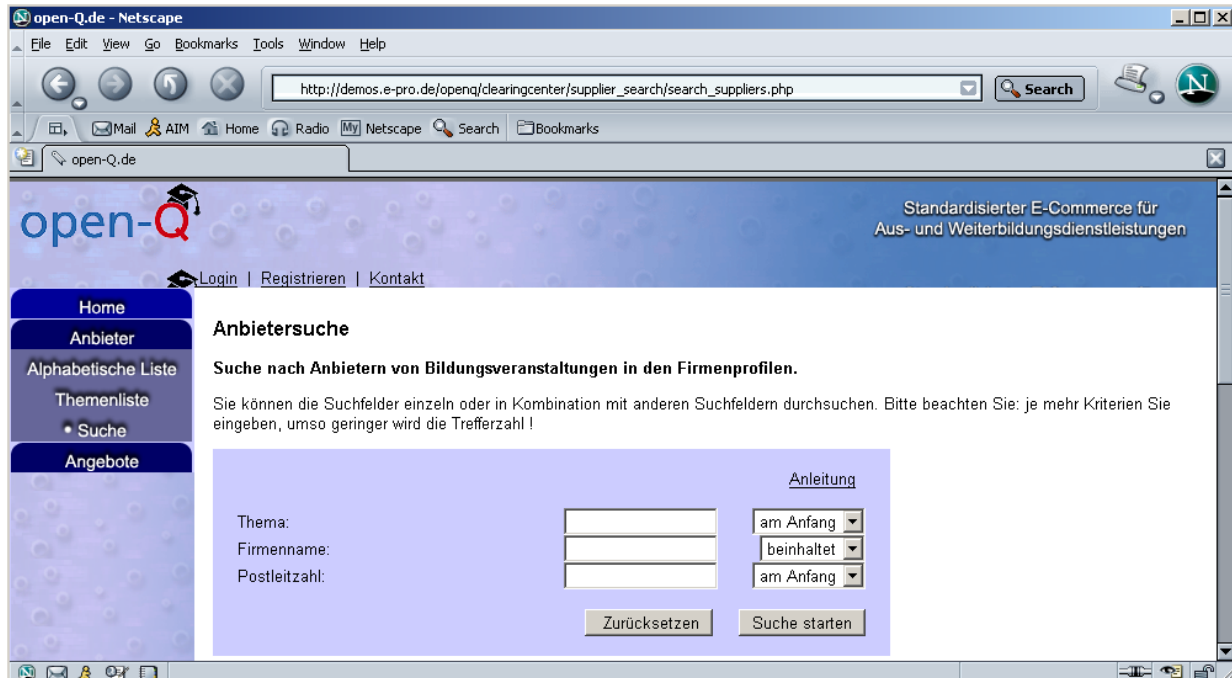 open-Q.de - Netscape
File Edit View Go Bookmarks Tools Window Help
http://demos.e-pro.de/openq/clearingcenter/supplier_search/search_suppliers.php Search N
Mail AIM Home Radio My Netscape Search Bookmarks
open-Q.de
open-Q
Standardisierter E-Commerce für
Aus- und Weiterbildungsdienstleistungen
Login | Registrieren | Kontakt
Home
Anbieter
Alphabetische Liste
Themenliste
• Suche
Angebote
Anbietersuche
Suche nach Anbietern von Bildungsveranstaltungen in den Firmenprofilen.
Sie können die Suchfelder einzeln oder in Kombination mit anderen Suchfeldern durchsuchen. Bitte beachten Sie: je mehr Kriterien Sie
eingeben, umso geringer wird die Trefferzahl !
Anleitung
Thema: am Anfang
Firmenname: beinhaltet
Postleitzahl: am Anfang
Zurücksetzen Suche starten